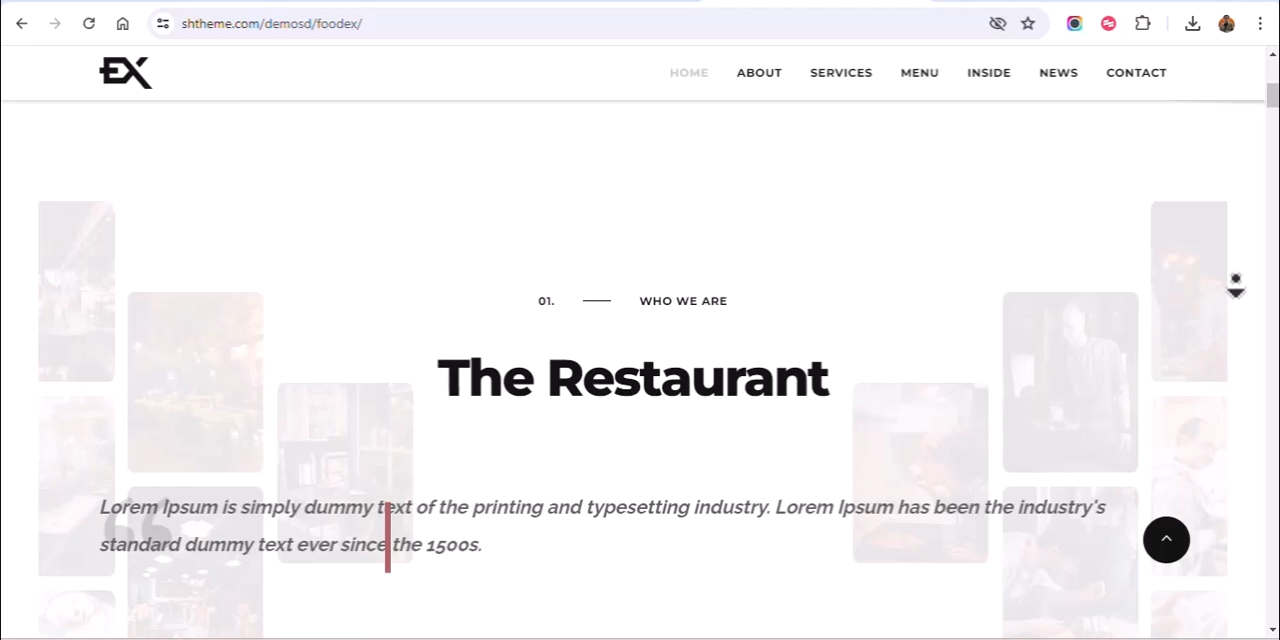 shtheme.com/demosd/foodex/
EX
HOME ABOUT SERVICES MENU INSIDE NEWS CONTACT
01. WHO WE ARE
The Restaurant
Lorem Ipsum is simply dummy text of the printing and typesetting industry. Lorem Ipsum has been the industry's
standard dummy text ever since the 1500s.